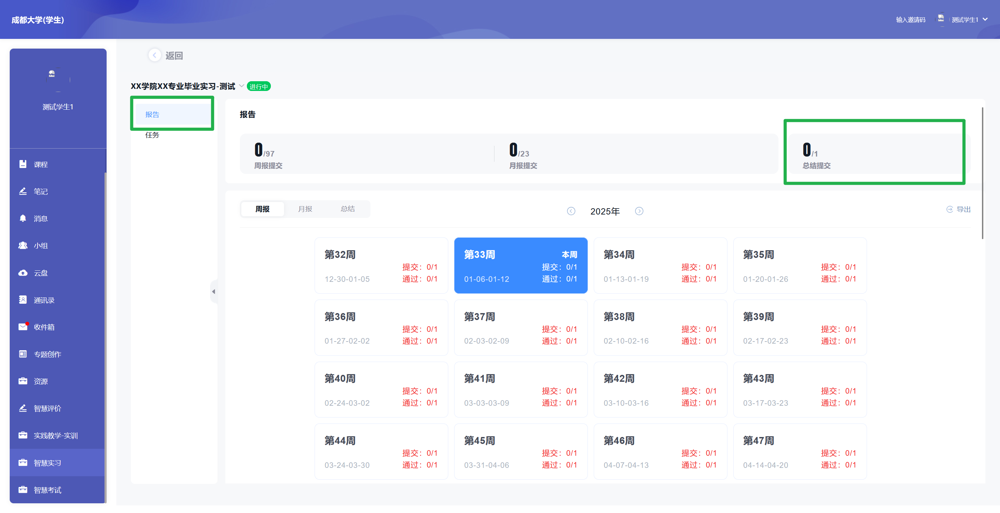 成都大学(学生)
输入邀请码
测试学生1
测试学生1
课程
笔记
消息
小组
云盘
通讯录
收件箱
专题创作
资源
智慧评价
实践教学-实训
智慧实习
智慧考试
返回
XX学院XX专业毕业实习-测试
进行中
报告
任务
报告
0/97
周报提交
0/23
月报提交
0/1
总结提交
周报
月报
总结
2025年
导出
第32周
提交：0/1
12-30-01-05
通过：0/1
第33周
本周
提交：0/1
01-06-01-12
通过：0/1
第34周
提交：0/1
01-13-01-19
通过：0/1
第35周
提交：0/1
01-20-01-26
通过：0/1
第36周
提交：0/1
01-27-02-02
通过：0/1
第37周
提交：0/1
02-03-02-09
通过：0/1
第38周
提交：0/1
02-10-02-16
通过：0/1
第39周
提交：0/1
02-17-02-23
通过：0/1
第40周
提交：0/1
02-24-03-02
通过：0/1
第41周
提交：0/1
03-03-03-09
通过：0/1
第42周
提交：0/1
03-10-03-16
通过：0/1
第43周
提交：0/1
03-17-03-23
通过：0/1
第44周
提交：0/1
03-24-03-30
通过：0/1
第45周
提交：0/1
03-31-04-06
通过：0/1
第46周
提交：0/1
04-07-04-13
通过：0/1
第47周
提交：0/1
04-14-04-20
通过：0/1